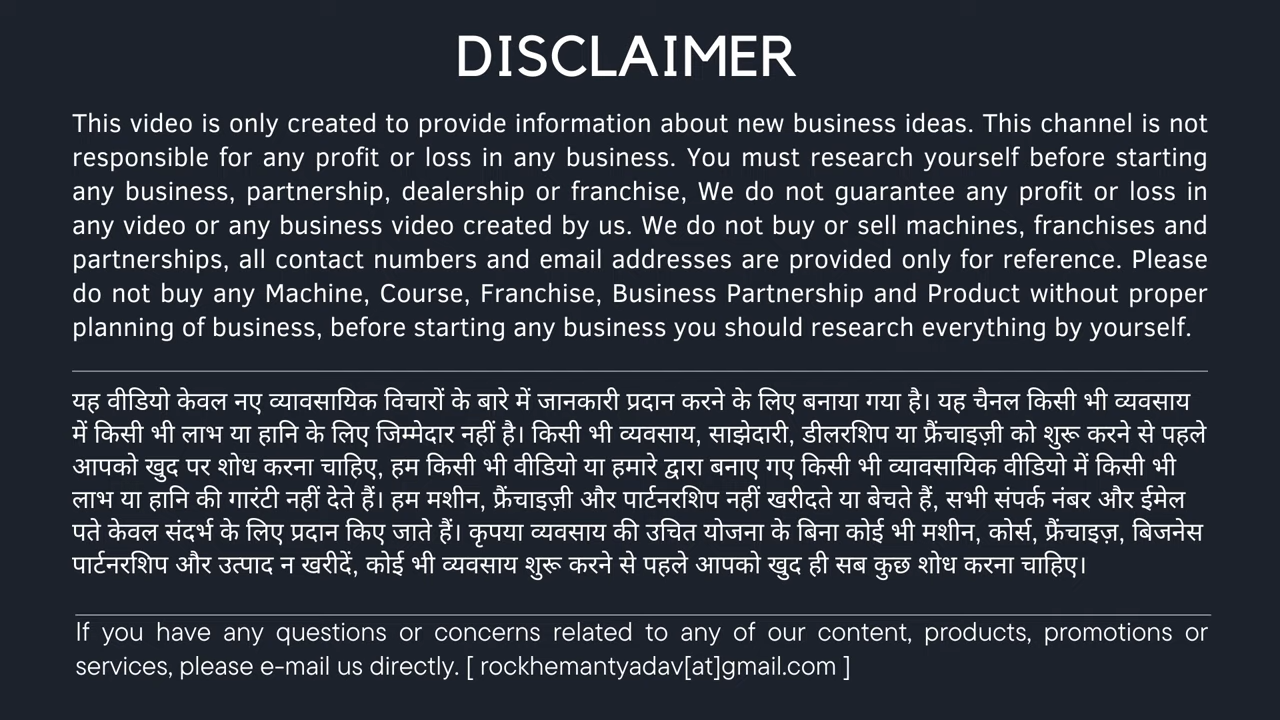 DISCLAIMER
This video is only created to provide information about new business ideas. This channel is not
responsible for any profit or loss in any business. You must research yourself before starting
any business, partnership, dealership or franchise, We do not guarantee any profit or loss in
any video or any business video created by us. We do not buy or sell machines, franchises and
partnerships, all contact numbers and email addresses are provided only for reference. Please
do not buy any Machine, Course, Franchise, Business Partnership and Product without proper
planning of business, before starting any business you should research everything by yourself.
यह वीडियो केवल नए व्यावसायिक विचारों के बारे में जानकारी प्रदान करने के लिए बनाया गया है। यह चैनल किसी भी व्यवसाय
में किसी भी लाभ या हानि के लिए जिम्मेदार नहीं है। किसी भी व्यवसाय, साझेदारी, डीलरशिप या फ्रैंचाइज़ी को शुरू करने से पहले
आपको खुद पर शोध करना चाहिए, हम किसी भी वीडियो या हमारे द्वारा बनाए गए किसी भी व्यावसायिक वीडियो में किसी भी
लाभ या हानि की गारंटी नहीं देते हैं। हम मशीन, फ्रैंचाइज़ी और पार्टनरशिप नहीं खरीदते या बेचते हैं, सभी संपर्क नंबर और ईमेल
पते केवल संदर्भ के लिए प्रदान किए जाते हैं। कृपया व्यवसाय की उचित योजना के बिना कोई भी मशीन, कोर्स, फ्रैंचाइज़, बिजनेस
पार्टनरशिप और उत्पाद न खरीदें, कोई भी व्यवसाय शुरू करने से पहले आपको खुद ही सब कुछ शोध करना चाहिए।
If you have any questions or concerns related to any of our content, products, promotions or
services, please e-mail us directly. [ rockhemantyadav[at]gmail.com ]